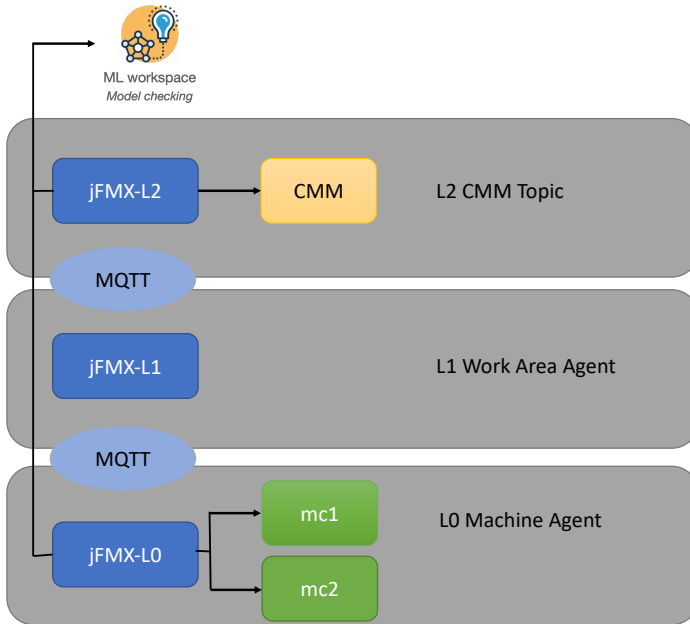 ML workspace
Model checking
jFMX-L2
CMM
L2 CMM Topic
MQTT
jFMX-L1
L1 Work Area Agent
MQTT
mc1
L0 Machine Agent
jFMX-L0
mc2